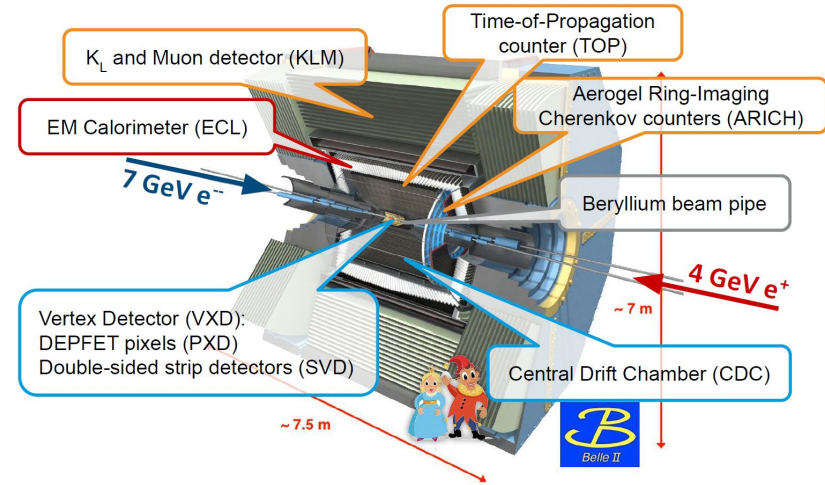 Time-of-Propagation
counter (TOP)
K_L and Muon detector (KLM)
Aerogel Ring-Imaging
Cherenkov counters (ARICH)
EM Calorimeter (ECL)
7 GeV e⁻
Beryllium beam pipe
4 GeV e⁺
~ 7 m
Vertex Detector (VXD):
DEPFET pixels (PXD)
Double-sided strip detectors (SVD)
Central Drift Chamber (CDC)
~ 7.5 m
B
Belle II